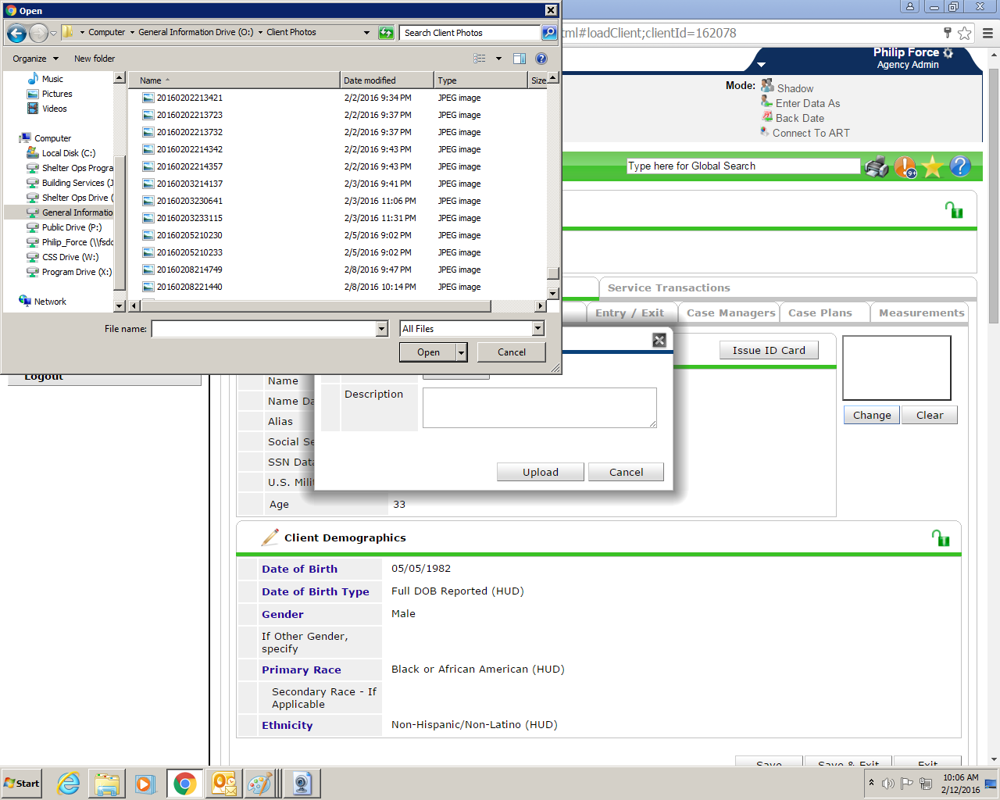 Open
Computer
General Information Drive (O:)
Client Photos
Search Client Photos
Organize
New folder
Music
Pictures
Videos
Computer
Local Disk (C:)
Shelter Ops Progra
Building Services (J
Shelter Ops Drive (
General Informatio
Public Drive (P:)
Philip_Force (\\fsdc
CSS Drive (W:)
Program Drive (X:)
Network
Name
Date modified
Type
Size
20160202213421 2/2/2016 9:34 PM JPEG image
20160202213723 2/2/2016 9:37 PM JPEG image
20160202213732 2/2/2016 9:37 PM JPEG image
20160202214342 2/2/2016 9:43 PM JPEG image
20160202214357 2/2/2016 9:43 PM JPEG image
20160203214137 2/3/2016 9:41 PM JPEG image
20160203230641 2/3/2016 11:06 PM JPEG image
20160203233115 2/3/2016 11:31 PM JPEG image
20160205210230 2/5/2016 9:02 PM JPEG image
20160205210233 2/5/2016 9:02 PM JPEG image
20160208214749 2/8/2016 9:47 PM JPEG image
20160208221440 2/8/2016 10:14 PM JPEG image
File name:
All Files
Open
Cancel
tml#loadClient;clientId=162078
Philip Force
Agency Admin
Mode:
Shadow
Enter Data As
Back Date
Connect To ART
Type here for Global Search
9+
Service Transactions
Entry / Exit
Case Managers
Case Plans
Measurements
Issue ID Card
Change
Clear
Logout
Name
Name Da
Alias
Social Se
SSN Data
U.S. Milit
Age 33
Description
Upload
Cancel
Client Demographics
Date of Birth 05/05/1982
Date of Birth Type Full DOB Reported (HUD)
Gender Male
If Other Gender,
specify
Primary Race Black or African American (HUD)
Secondary Race - If
Applicable
Ethnicity Non-Hispanic/Non-Latino (HUD)
Save
Save & Exit
Exit
Start
10:06 AM
2/12/2016